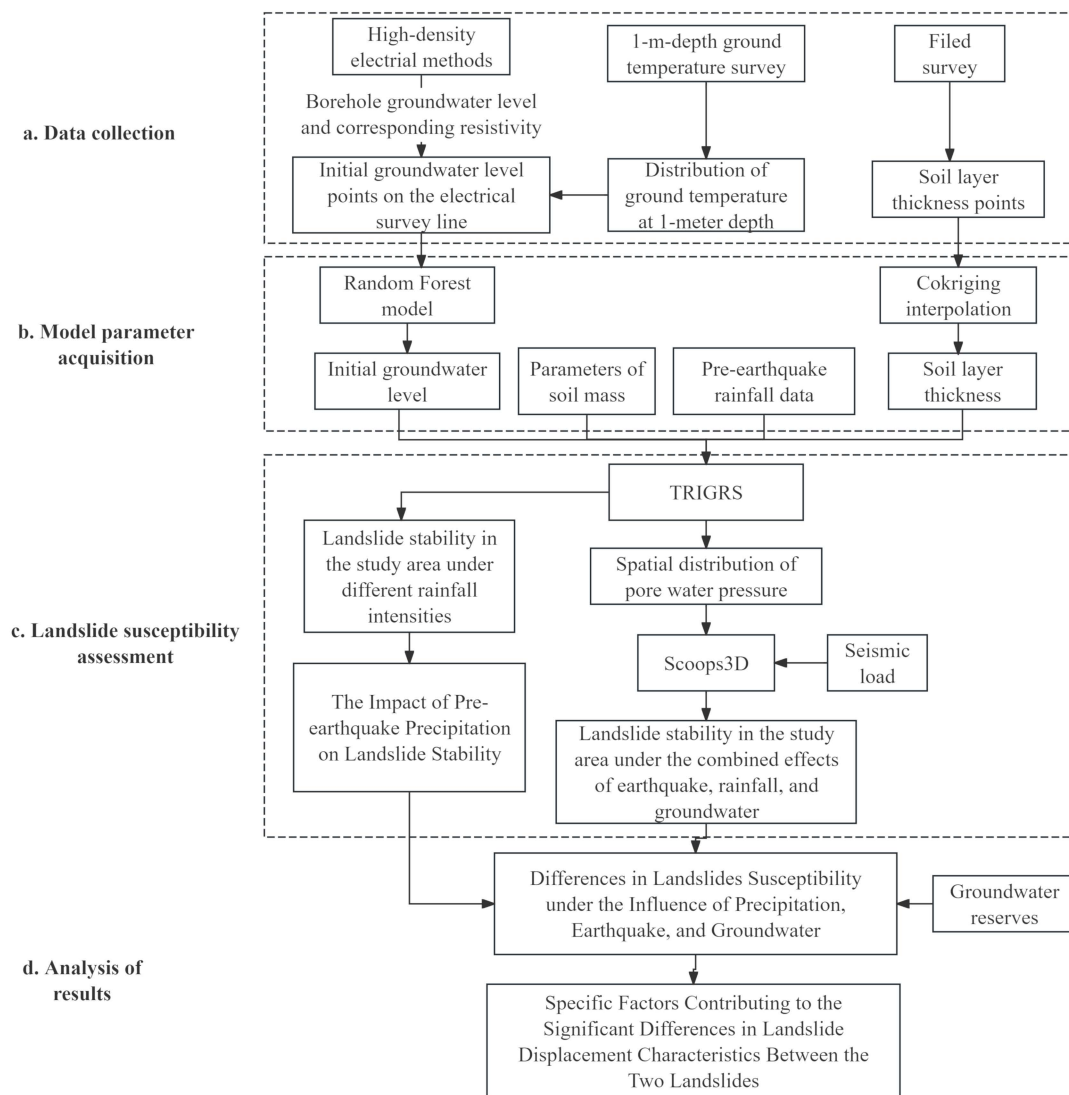 a. Data collection
High-density
electrial methods
1-m-depth ground
temperature survey
Filed
survey
Borehole groundwater level
and corresponding resistivity
Initial groundwater level
points on the electrical
survey line
Distribution of
ground temperature
at 1-meter depth
Soil layer
thickness points
b. Model parameter
acquisition
Random Forest
model
Cokriging
interpolation
Initial groundwater
level
Parameters of
soil mass
Pre-earthquake
rainfall data
Soil layer
thickness
c. Landslide susceptibility
assessment
TRIGRS
Landslide stability in
the study area under
different rainfall
intensities
Spatial distribution of
pore water pressure
The Impact of Pre-
earthquake Precipitation
on Landslide Stability
Scoops3D
Seismic
load
Landslide stability in the study
area under the combined effects
of earthquake, rainfall, and
groundwater
d. Analysis of
results
Differences in Landslides Susceptibility
under the Influence of Precipitation,
Earthquake, and Groundwater
Groundwater
reserves
Specific Factors Contributing to the
Significant Differences in Landslide
Displacement Characteristics Between the
Two Landslides